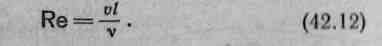 Re = vl/ν. (42.12)